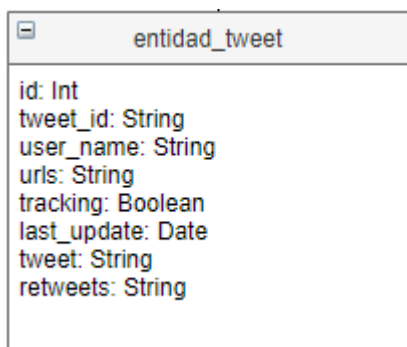 entidad_tweet
id: Int
tweet_id: String
user_name: String
urls: String
tracking: Boolean
last_update: Date
tweet: String
retweets: String